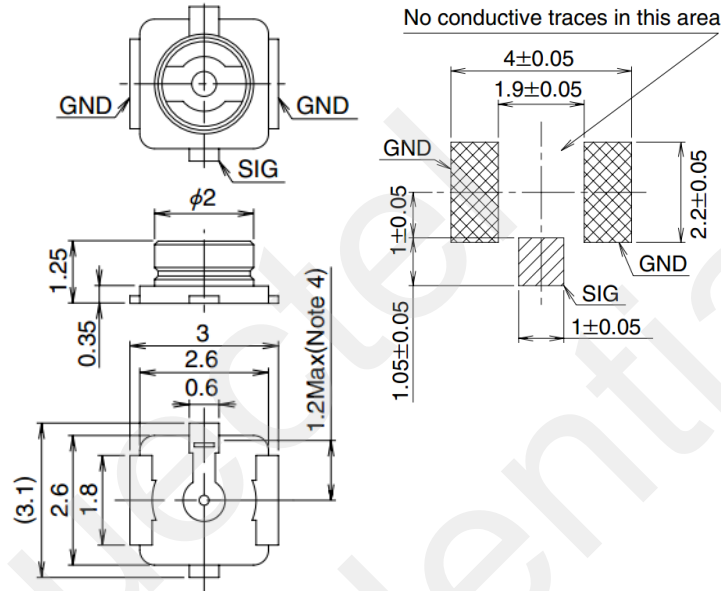 No conductive traces in this area
4±0.05
1.9±0.05
GND
GND
SIG
GND
2.2±0.05
1±0.05
GND
SIG
1.05±0.05
1±0.05
ϕ2
1.25
0.35
3
2.6
0.6
1.2Max(Note 4)
(3.1)
2.6
1.8